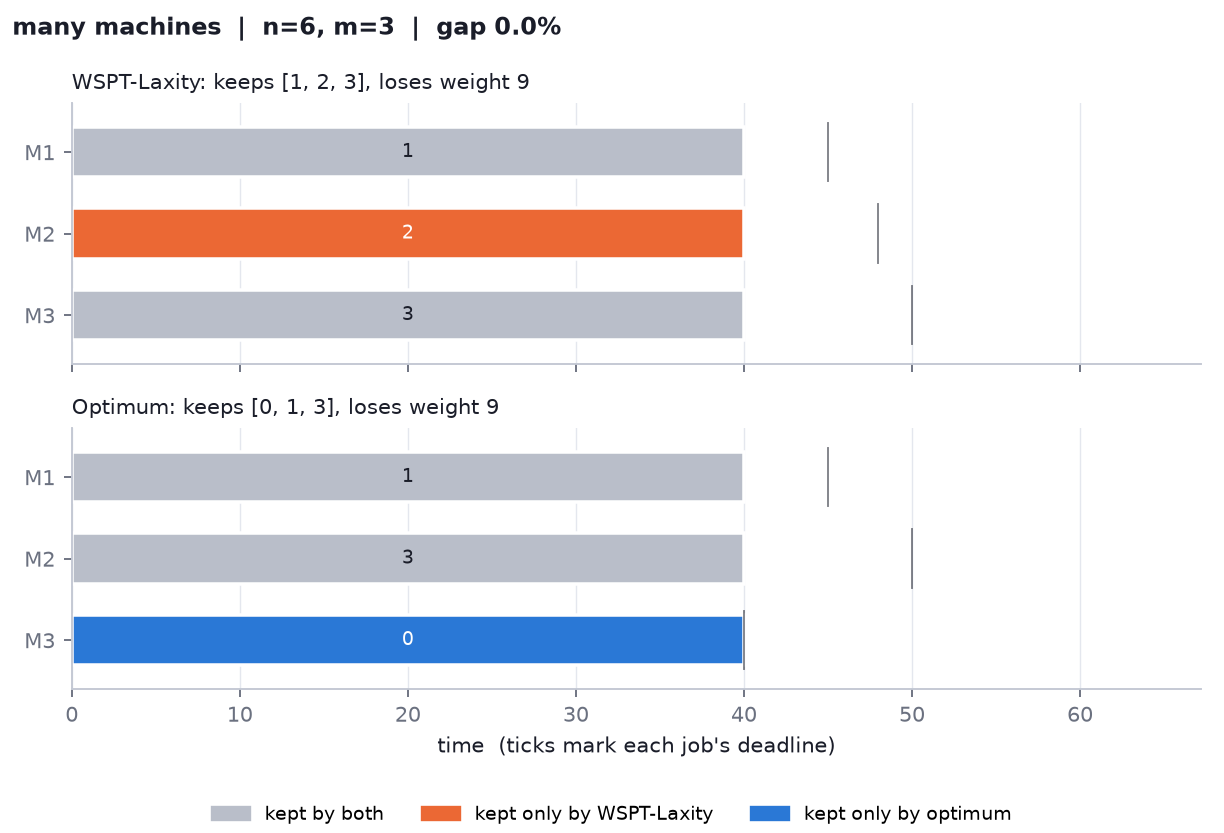 many machines | n=6, m=3 | gap 0.0%
WSPT-Laxity: keeps [1, 2, 3], loses weight 9
M1
1
M2
2
M3
3
Optimum: keeps [0, 1, 3], loses weight 9
M1
1
M2
3
M3
0
0 10 20 30 40 50 60
time (ticks mark each job's deadline)
kept by both kept only by WSPT-Laxity kept only by optimum